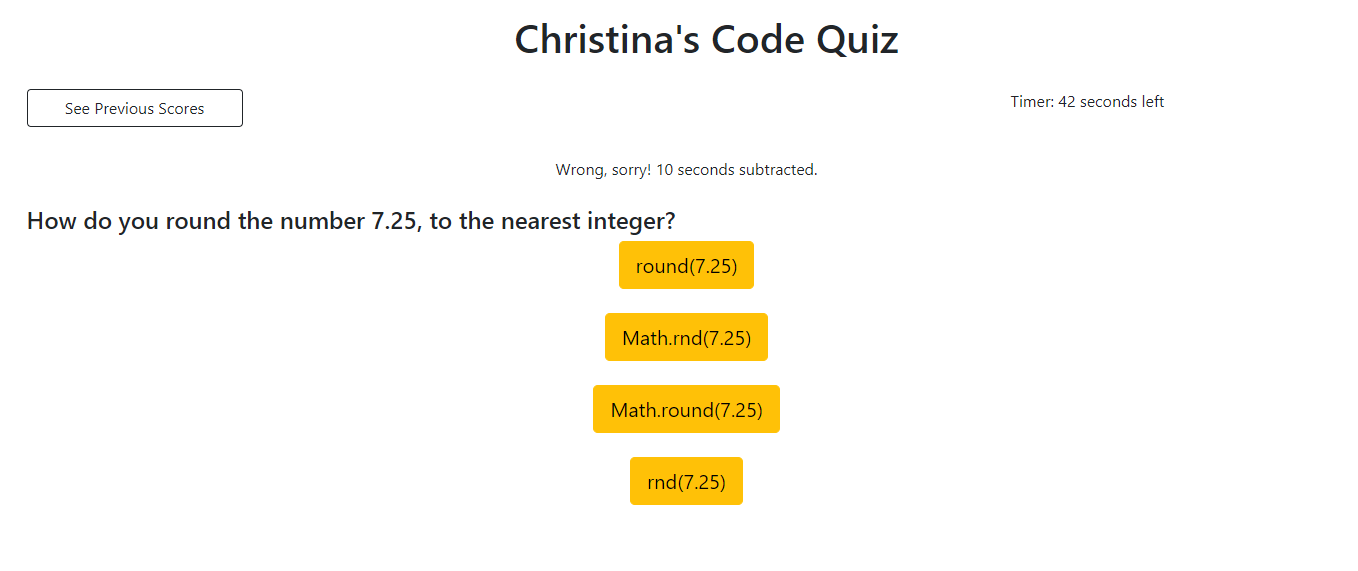 Christina's Code Quiz
See Previous Scores
Timer: 42 seconds left
Wrong, sorry! 10 seconds subtracted.
How do you round the number 7.25, to the nearest integer?
round(7.25)
Math.rnd(7.25)
Math.round(7.25)
rnd(7.25)